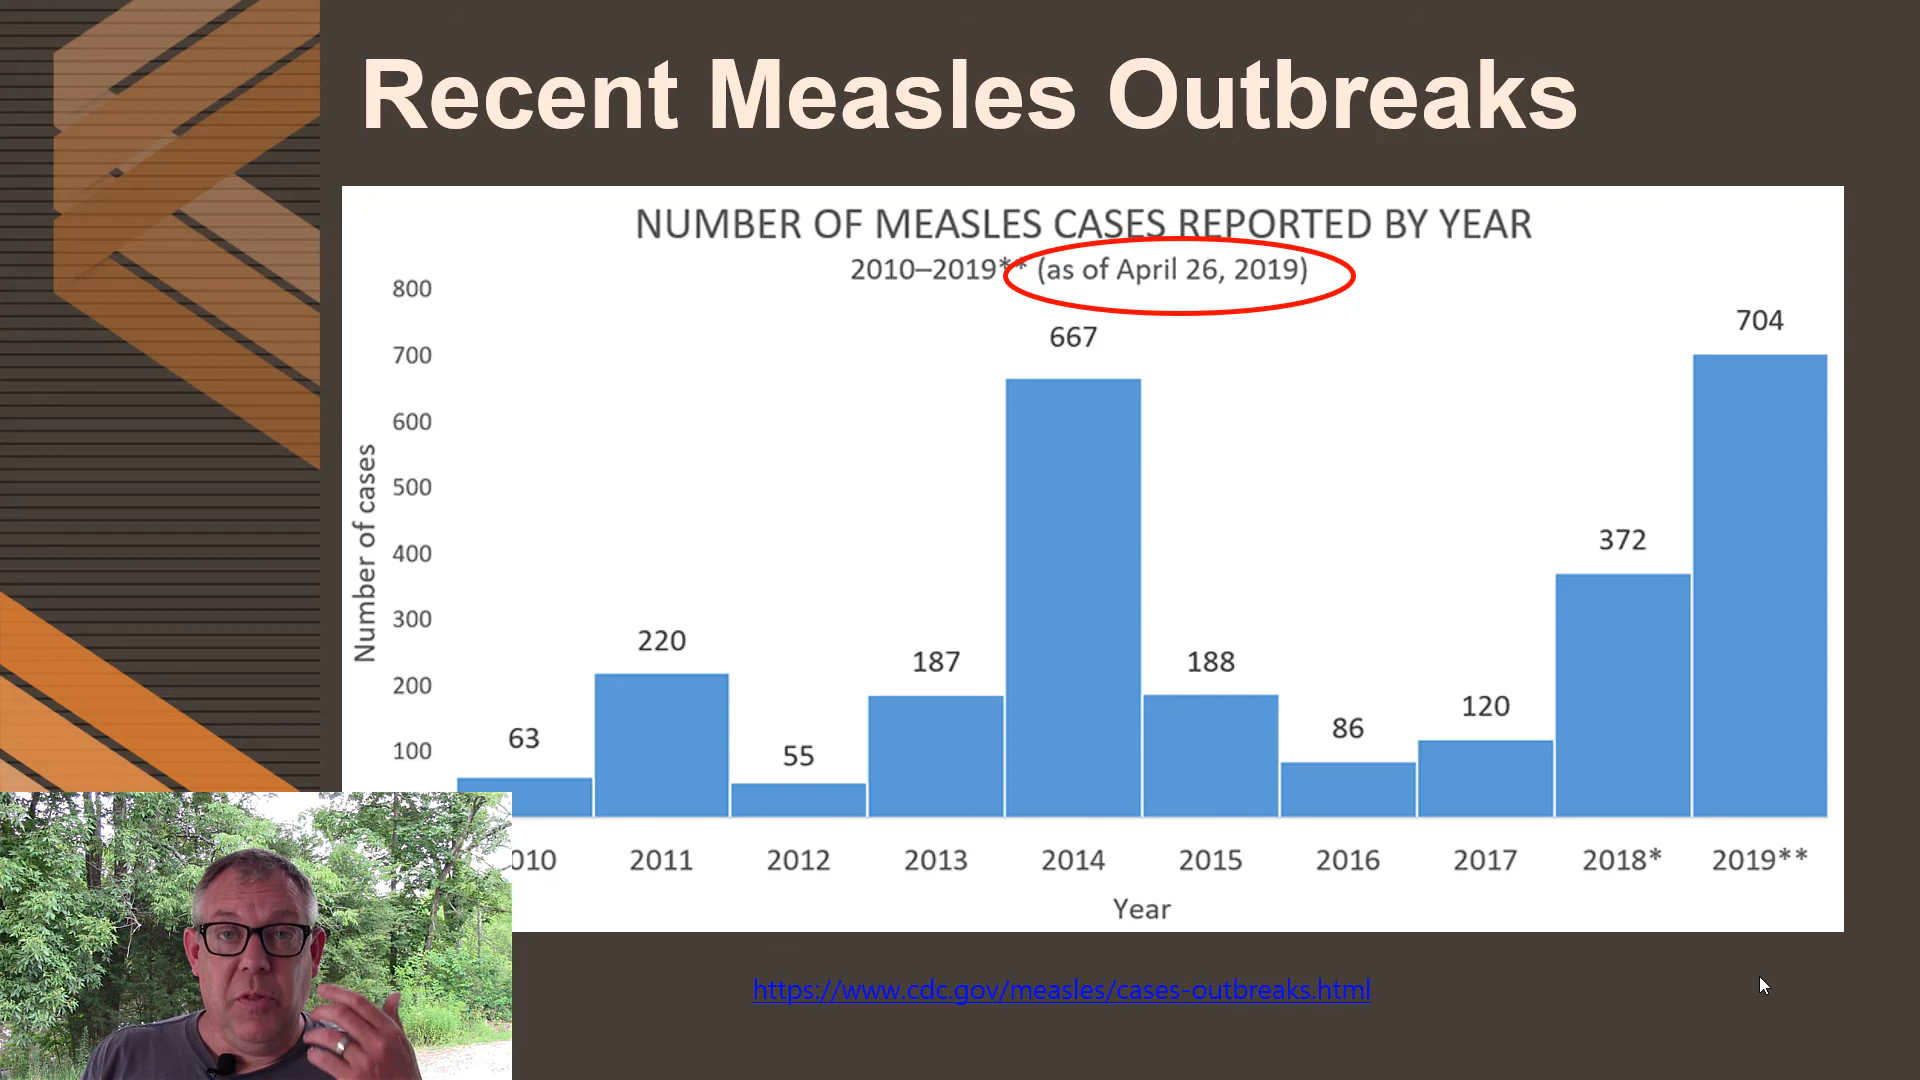 Recent Measles Outbreaks
NUMBER OF MEASLES CASES REPORTED BY YEAR
2010–2019** (as of April 26, 2019)
800
700
600
500
400
300
200
100
Number of cases
63
220
55
187
667
188
86
120
372
704
010 2011 2012 2013 2014 2015 2016 2017 2018* 2019**
Year
https://www.cdc.gov/measles/cases-outbreaks.html